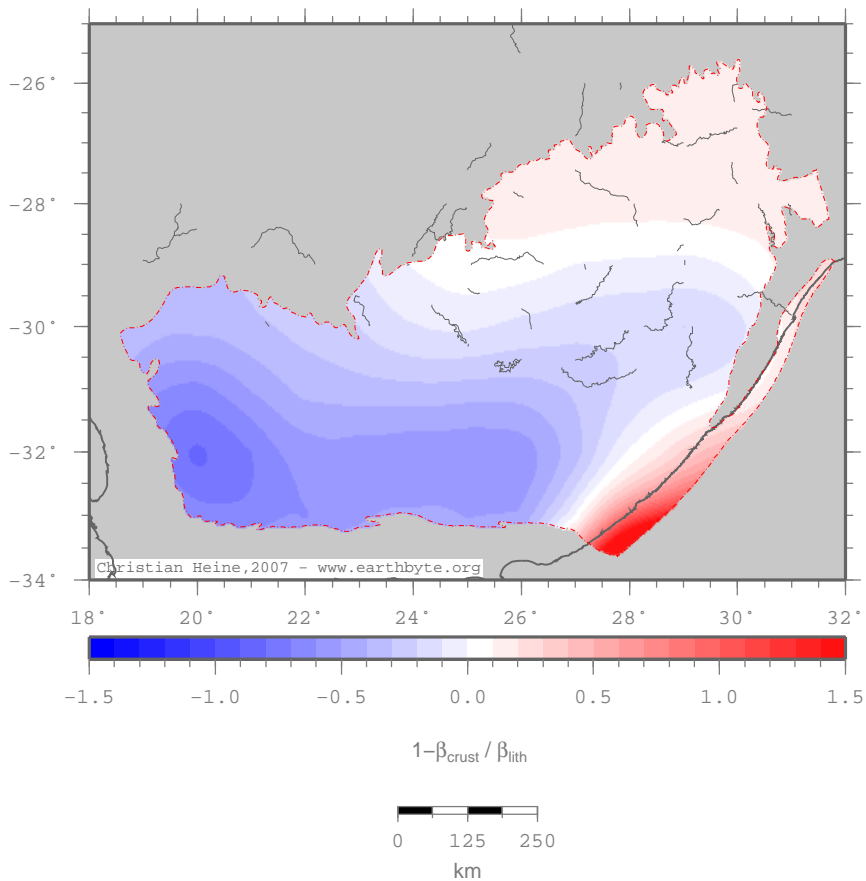 −26°
−28°
−30°
−32°
−34°
Christian Heine,2007 - www.earthbyte.org
18° 20° 22° 24° 26° 28° 30° 32°
−1.5 −1.0 −0.5 0.0 0.5 1.0 1.5
1−βcrust / βlith
0 125 250
km